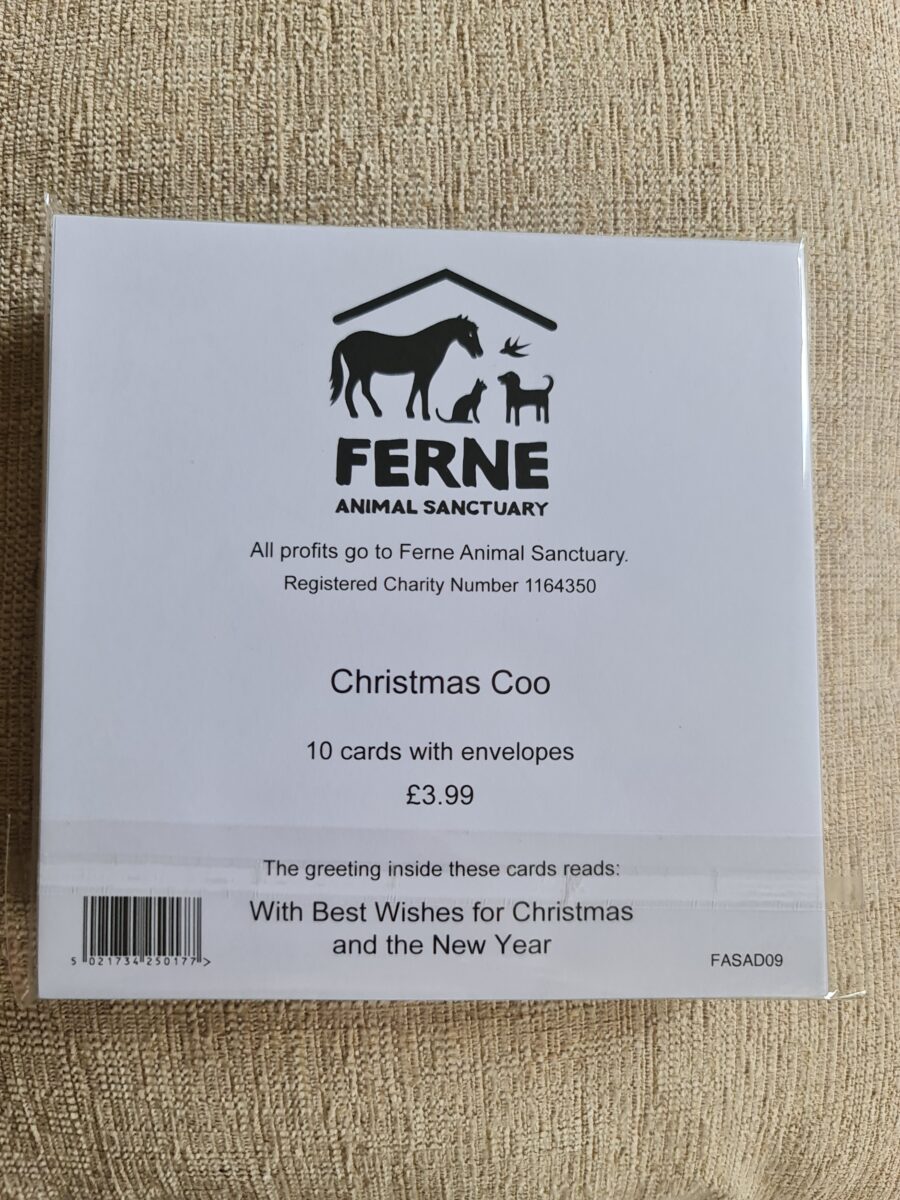 FERNE
ANIMAL SANCTUARY
All profits go to Ferne Animal Sanctuary.
Registered Charity Number 1164350
Christmas Coo
10 cards with envelopes
£3.99
The greeting inside these cards reads:
With Best Wishes for Christmas
and the New Year
5 021734 250177 >
FASAD09